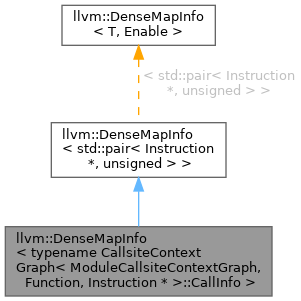 llvm::DenseMapInfo
< T, Enable >
< std::pair< Instruction
*, unsigned > >
llvm::DenseMapInfo
< std::pair< Instruction
*, unsigned > >
llvm::DenseMapInfo
< typename CallsiteContext
Graph< ModuleCallsiteContextGraph,
Function, Instruction * >::CallInfo >